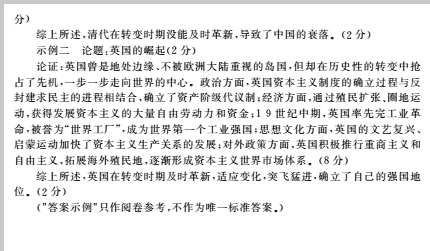 分)
综上所述,清代在转变时期没能及时革新,导致了中国的衰落。(2分)
示例二 论题:英国的崛起(2分)
论证:英国曾是地处边缘、不被欧洲大陆重视的岛国,但却在历史性的转变中抢
占了先机,一步一步走向世界的中心。政治方面,英国资本主义制度的确立过程与反
封建求民主的进程相结合,确立了资产阶级代议制;经济方面,通过殖民扩张、圈地运
动,获得发展资本主义的大量自由劳动力和资金;19世纪中期,英国率先完工业革
命,被誉为“世界工厂”,成为世界第一个工业强国;思想文化方面,英国的文艺复兴、
启蒙运动加快了资本主义生产关系的发展;对外政策方面,英国积极推行重商主义和
自由主义,拓展海外殖民地,逐渐形成资本主义世界市场体系。(8分)
综上所述,英国在转变时期及时革新,适应变化,突飞猛进,确立了自己的强国地
位。(2分)
(“答案示例”只作阅卷参考,不作为唯一标准答案。)